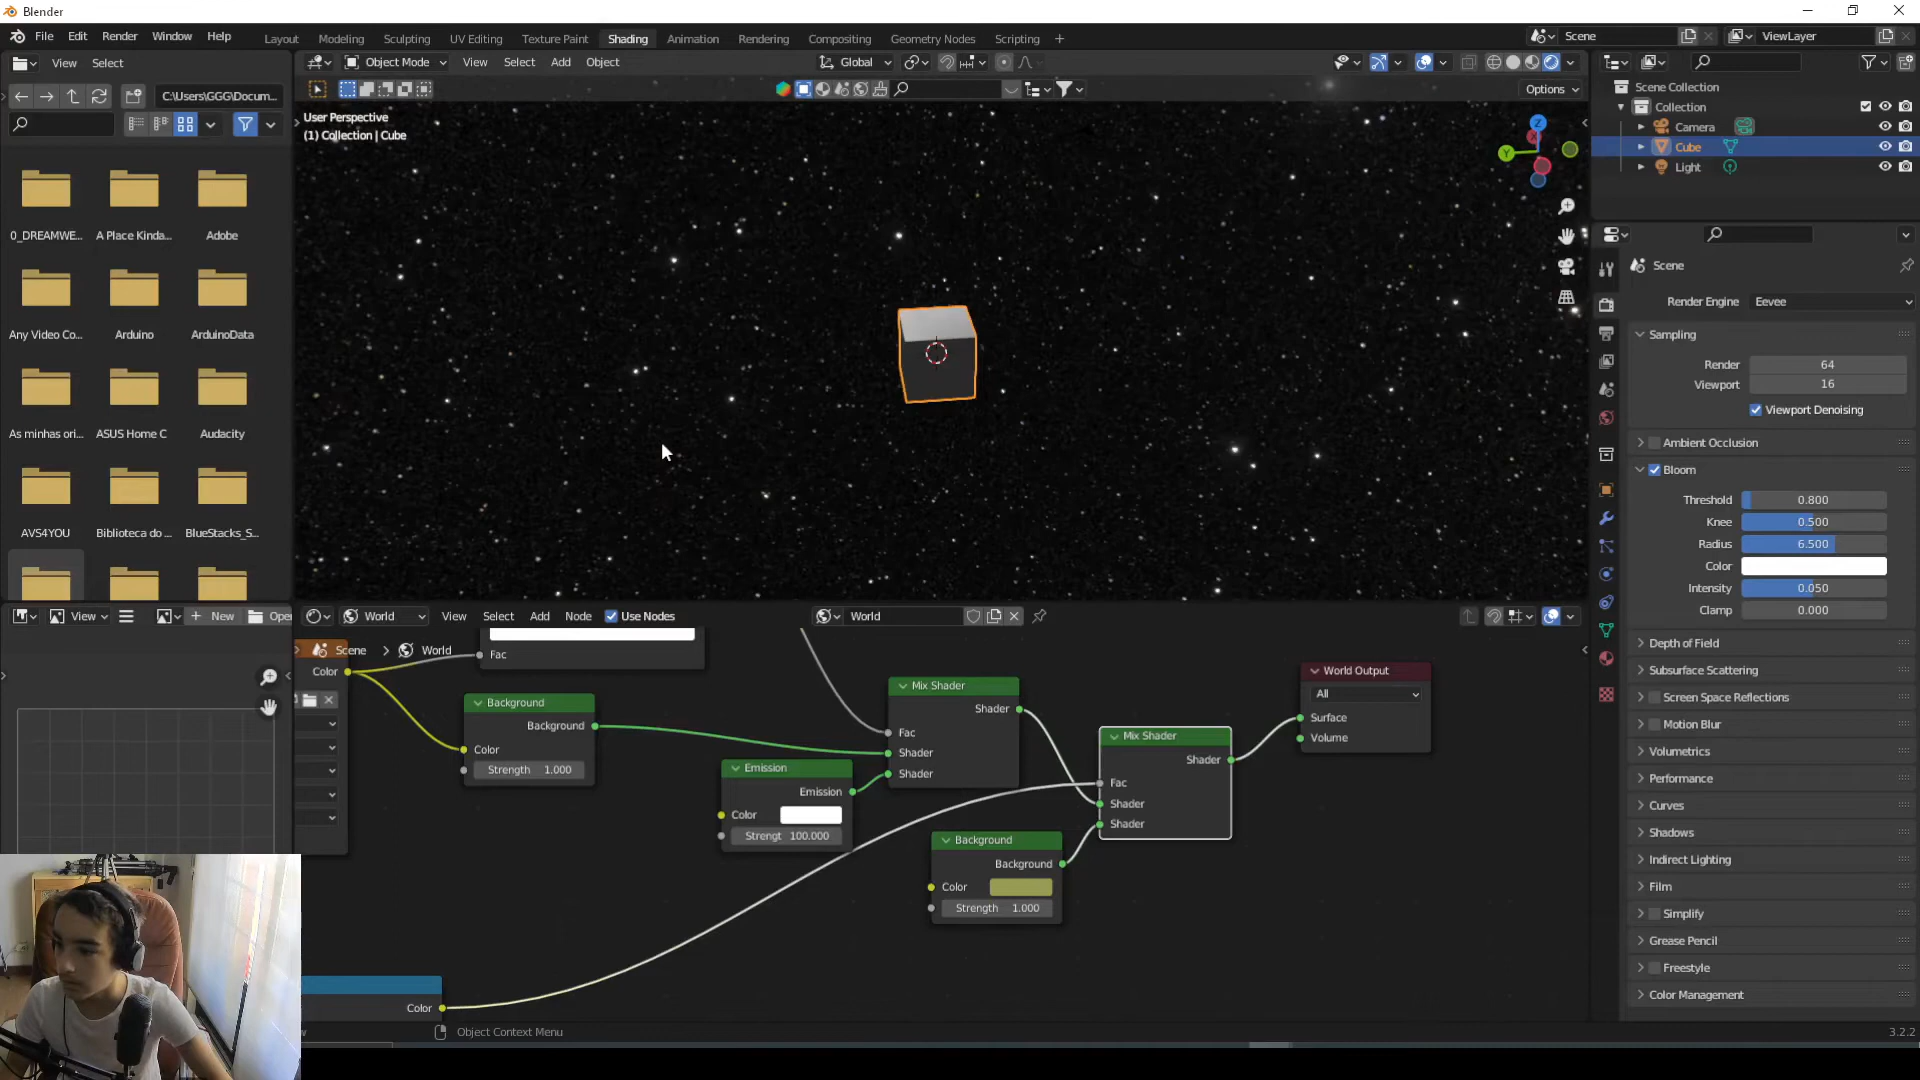 Blender
File Edit Render Window Help
Layout Modeling Sculpting UV Editing Texture Paint Shading Animation Rendering Compositing Geometry Nodes Scripting +
Scene
ViewLayer
View Select
Object Mode View Select Add Object
Global
C:\Users\GGG\Docum...
Options
User Perspective
(1) Collection | Cube
Z
Y
X
Scene Collection
Collection
Camera
Cube
Light
0_DREAMWE... A Place Kinda... Adobe
Any Video Co... Arduino ArduinoData
As minhas ori... ASUS Home C Audacity
AVS4YOU Biblioteca do ... BlueStacks_S...
Scene
Render Engine Eevee
Sampling
Render 64
Viewport 16
Viewport Denoising
Ambient Occlusion
Bloom
Threshold 0.800
Knee 0.500
Radius 6.500
Color
Intensity 0.050
Clamp 0.000
Depth of Field
Subsurface Scattering
Screen Space Reflections
Motion Blur
Volumetrics
Performance
Curves
Shadows
Indirect Lighting
Film
Simplify
Grease Pencil
Freestyle
Color Management
View
+ New Ope
World View Select Add Node Use Nodes
World
Scene > World
Color
Fac
Background
Background
Color
Strength 1.000
Emission
Emission
Color
Strengt 100.000
Mix Shader
Shader
Fac
Shader
Shader
Background
Background
Color
Strength 1.000
Mix Shader
Shader
Fac
Shader
Shader
World Output
All
Surface
Volume
Color
Object Context Menu
3.2.2